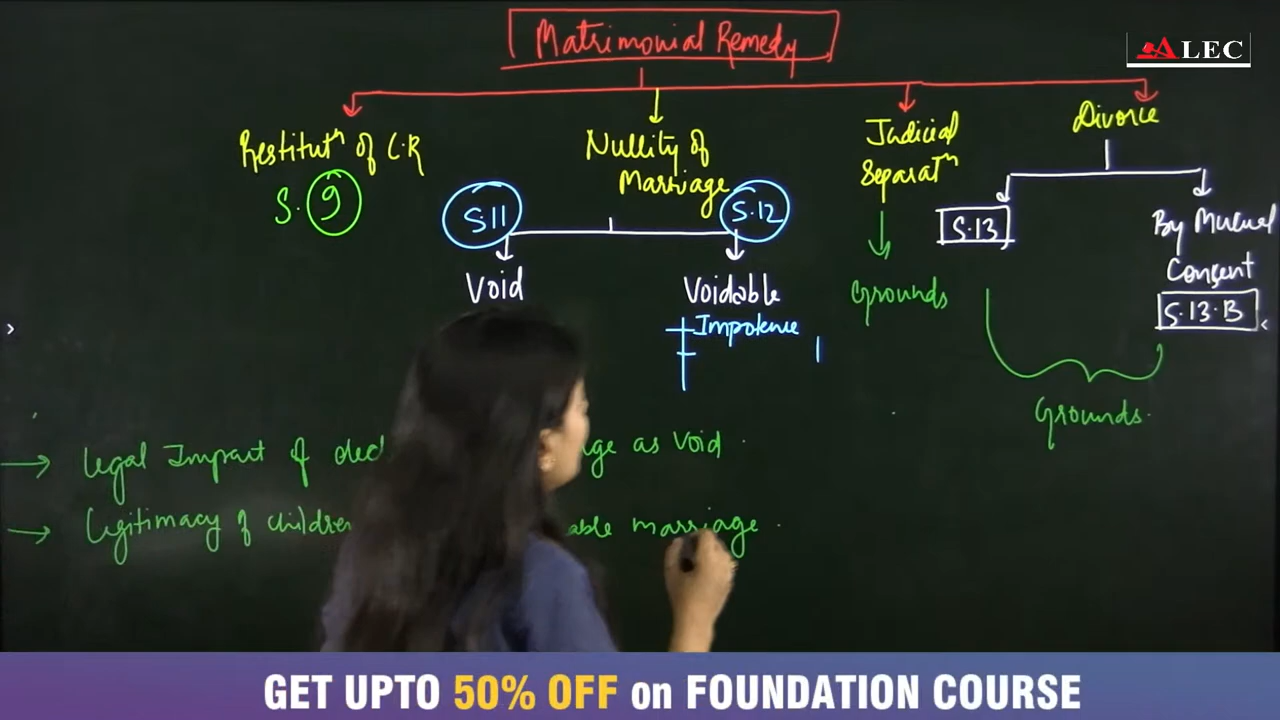 ALEC
Matrimonial Remedy
Restitutⁿ of C.R
S. 9
Nullity of
Marriage
S.11
S.12
Void
Voidable
Impotence
Judicial
Separatⁿ
Grounds
Divorce
S.13
By Mutual
Consent
S.13.B
Grounds.
→ Legal Impact of decl age as Void.
→ Legitimacy of children able marriage.
GET UPTO 50% OFF on FOUNDATION COURSE